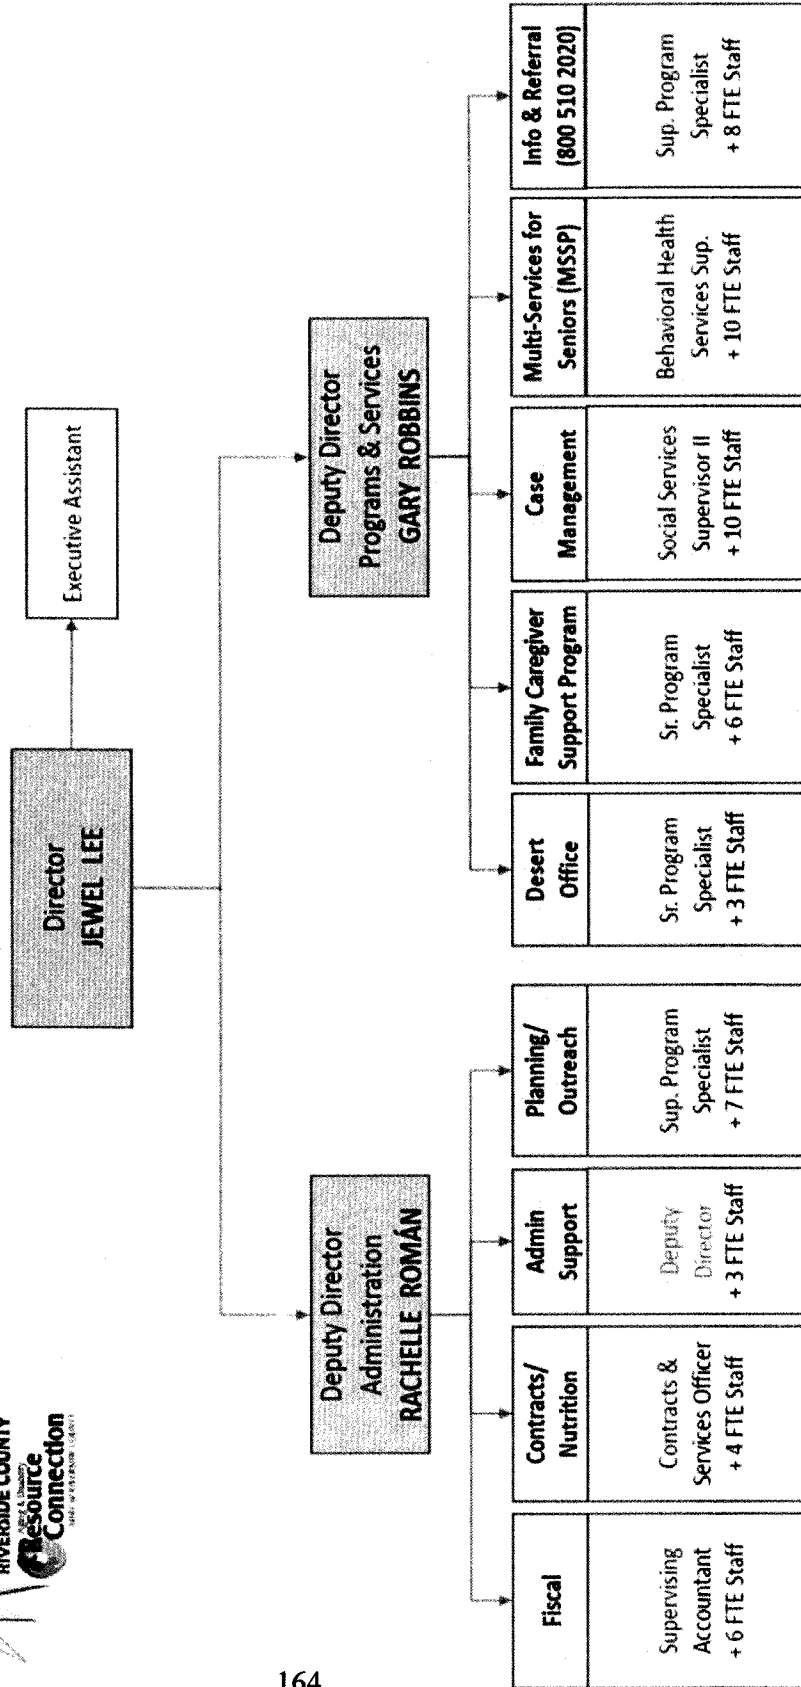 RIVERSIDE COUNTY
Aging & Disability
Resource
Connection
Director
JEWEL LEE
Executive Assistant
Deputy Director
Administration
RACHELLE ROMÁN
Deputy Director
Programs & Services
GARY ROBBINS
Fiscal
Supervising
Accountant
+ 6 FTE Staff
Contracts/
Nutrition
Contracts &
Services Officer
+ 4 FTE Staff
Admin
Support
Deputy
Director
+ 3 FTE Staff
Planning/
Outreach
Sup. Program
Specialist
+ 7 FTE Staff
Desert
Office
Sr. Program
Specialist
+ 3 FTE Staff
Family Caregiver
Support Program
Sr. Program
Specialist
+ 6 FTE Staff
Case
Management
Social Services
Supervisor II
+ 10 FTE Staff
Multi-Services for
Seniors (MSSP)
Behavioral Health
Services Sup.
+ 10 FTE Staff
Info & Referral
(800 510 2020)
Sup. Program
Specialist
+ 8 FTE Staff
164